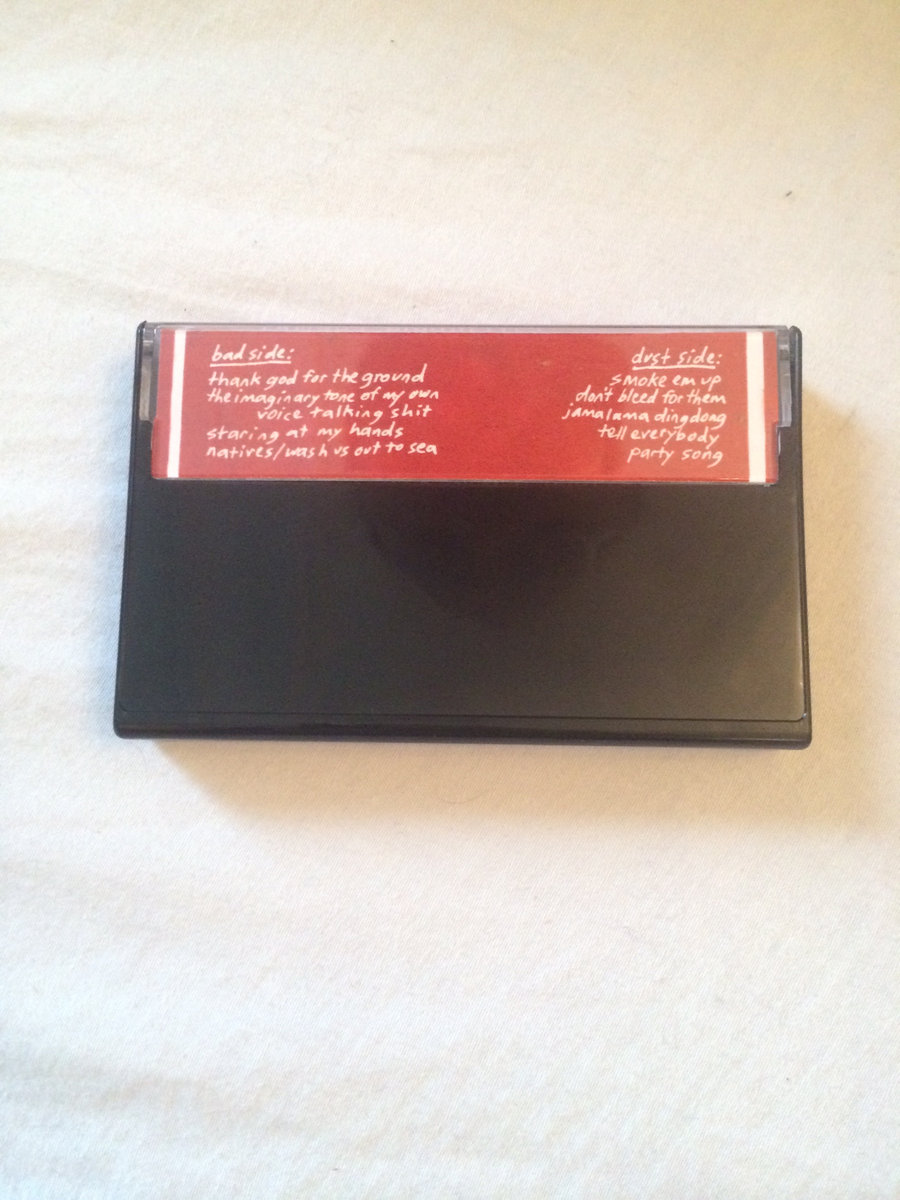 bad side:
thank god for the ground
the imaginary tone of my own
voice talking shit
staring at my hands
natives/wash us out to sea
dust side:
smoke em up
don't bleed for them
jamalama dingdong
tell everybody
party song